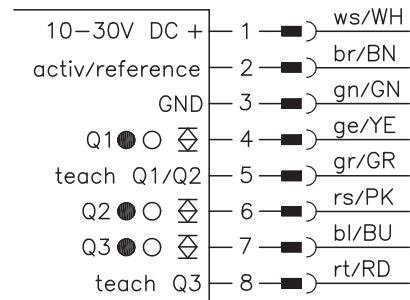 10-30V DC + 1 ws/WH
activ/reference 2 br/BN
GND 3 gn/GN
Q1 4 ge/YE
teach Q1/Q2 5 gr/GR
Q2 6 rs/PK
Q3 7 bl/BU
teach Q3 8 rt/RD